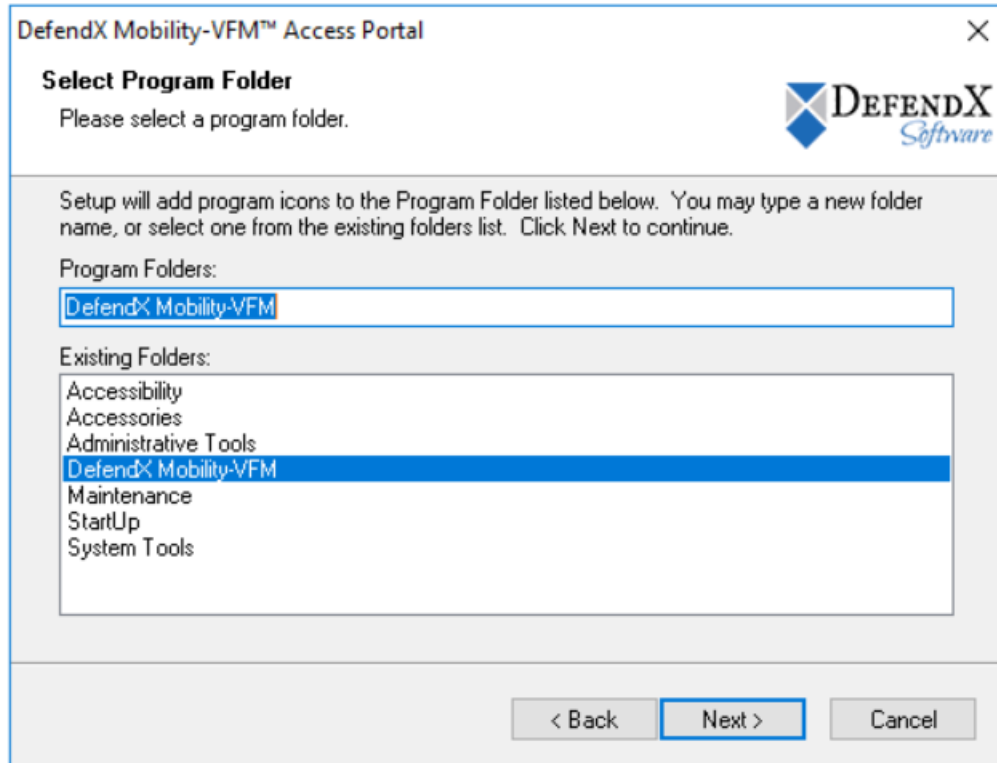 DefendX Mobility-VFM™ Access Portal
Select Program Folder
Please select a program folder.
DEFENDX
Software
Setup will add program icons to the Program Folder listed below.  You may type a new folder
name, or select one from the existing folders list.  Click Next to continue.
Program Folders:
DefendX Mobility-VFM
Existing Folders:
Accessibility
Accessories
Administrative Tools
DefendX Mobility-VFM
Maintenance
StartUp
System Tools
< Back
Next >
Cancel